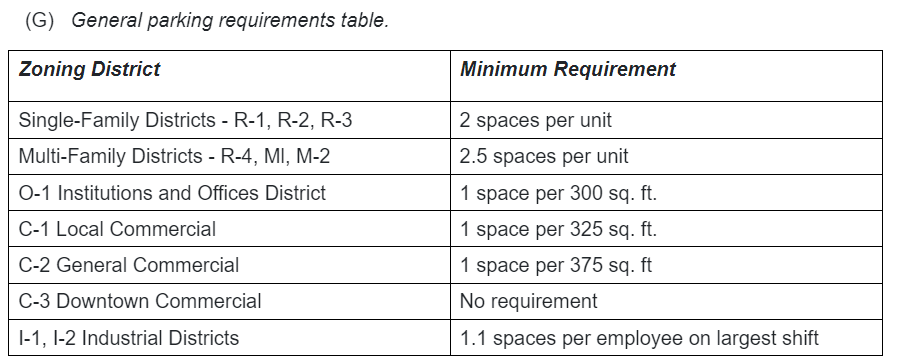 (G) General parking requirements table.
Zoning District Minimum Requirement
Single-Family Districts - R-1, R-2, R-3 2 spaces per unit
Multi-Family Districts - R-4, MI, M-2 2.5 spaces per unit
O-1 Institutions and Offices District 1 space per 300 sq. ft.
C-1 Local Commercial 1 space per 325 sq. ft.
C-2 General Commercial 1 space per 375 sq. ft
C-3 Downtown Commercial No requirement
I-1, I-2 Industrial Districts 1.1 spaces per employee on largest shift